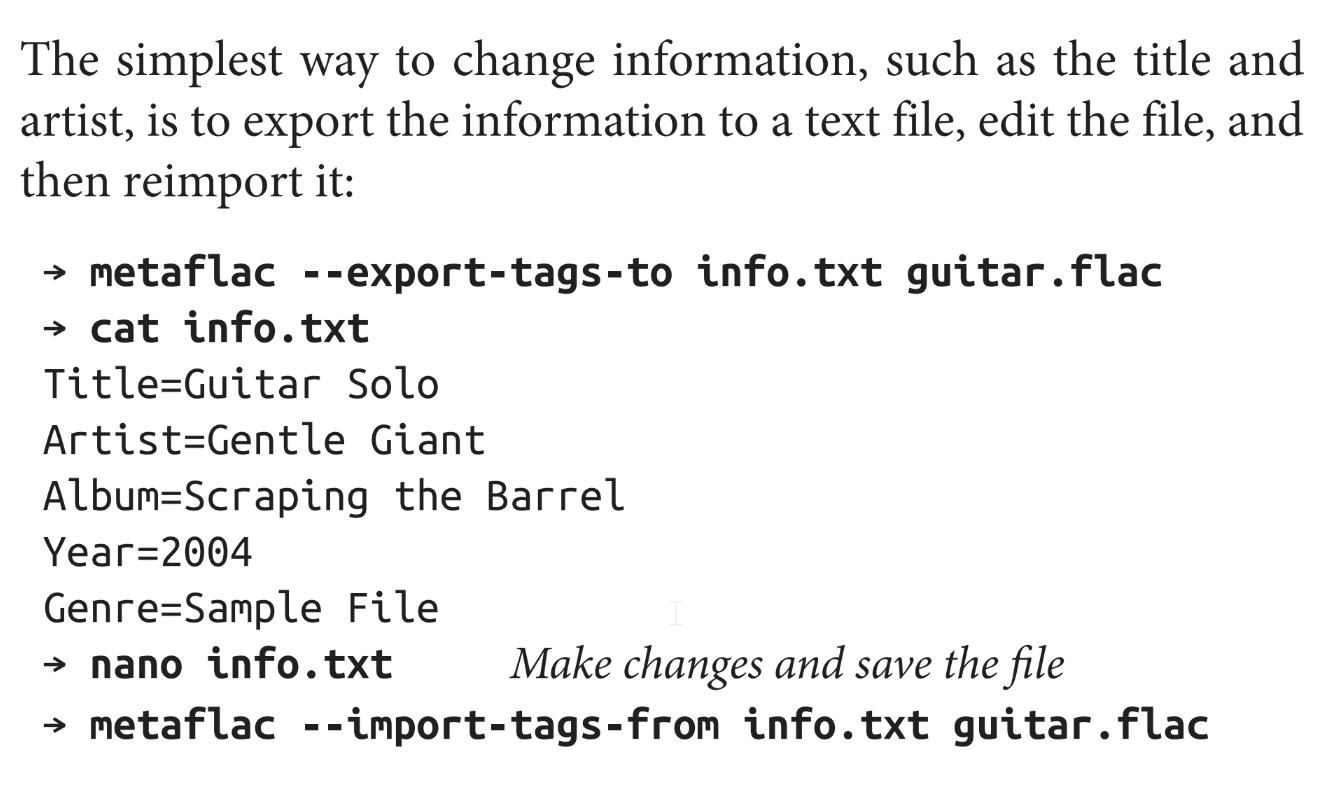 The simplest way to change information, such as the title and
artist, is to export the information to a text file, edit the file, and
then reimport it:
→ metaflac --export-tags-to info.txt guitar.flac
→ cat info.txt
Title=Guitar Solo
Artist=Gentle Giant
Album=Scraping the Barrel
Year=2004
Genre=Sample File
→ nano info.txt Make changes and save the file
→ metaflac --import-tags-from info.txt guitar.flac